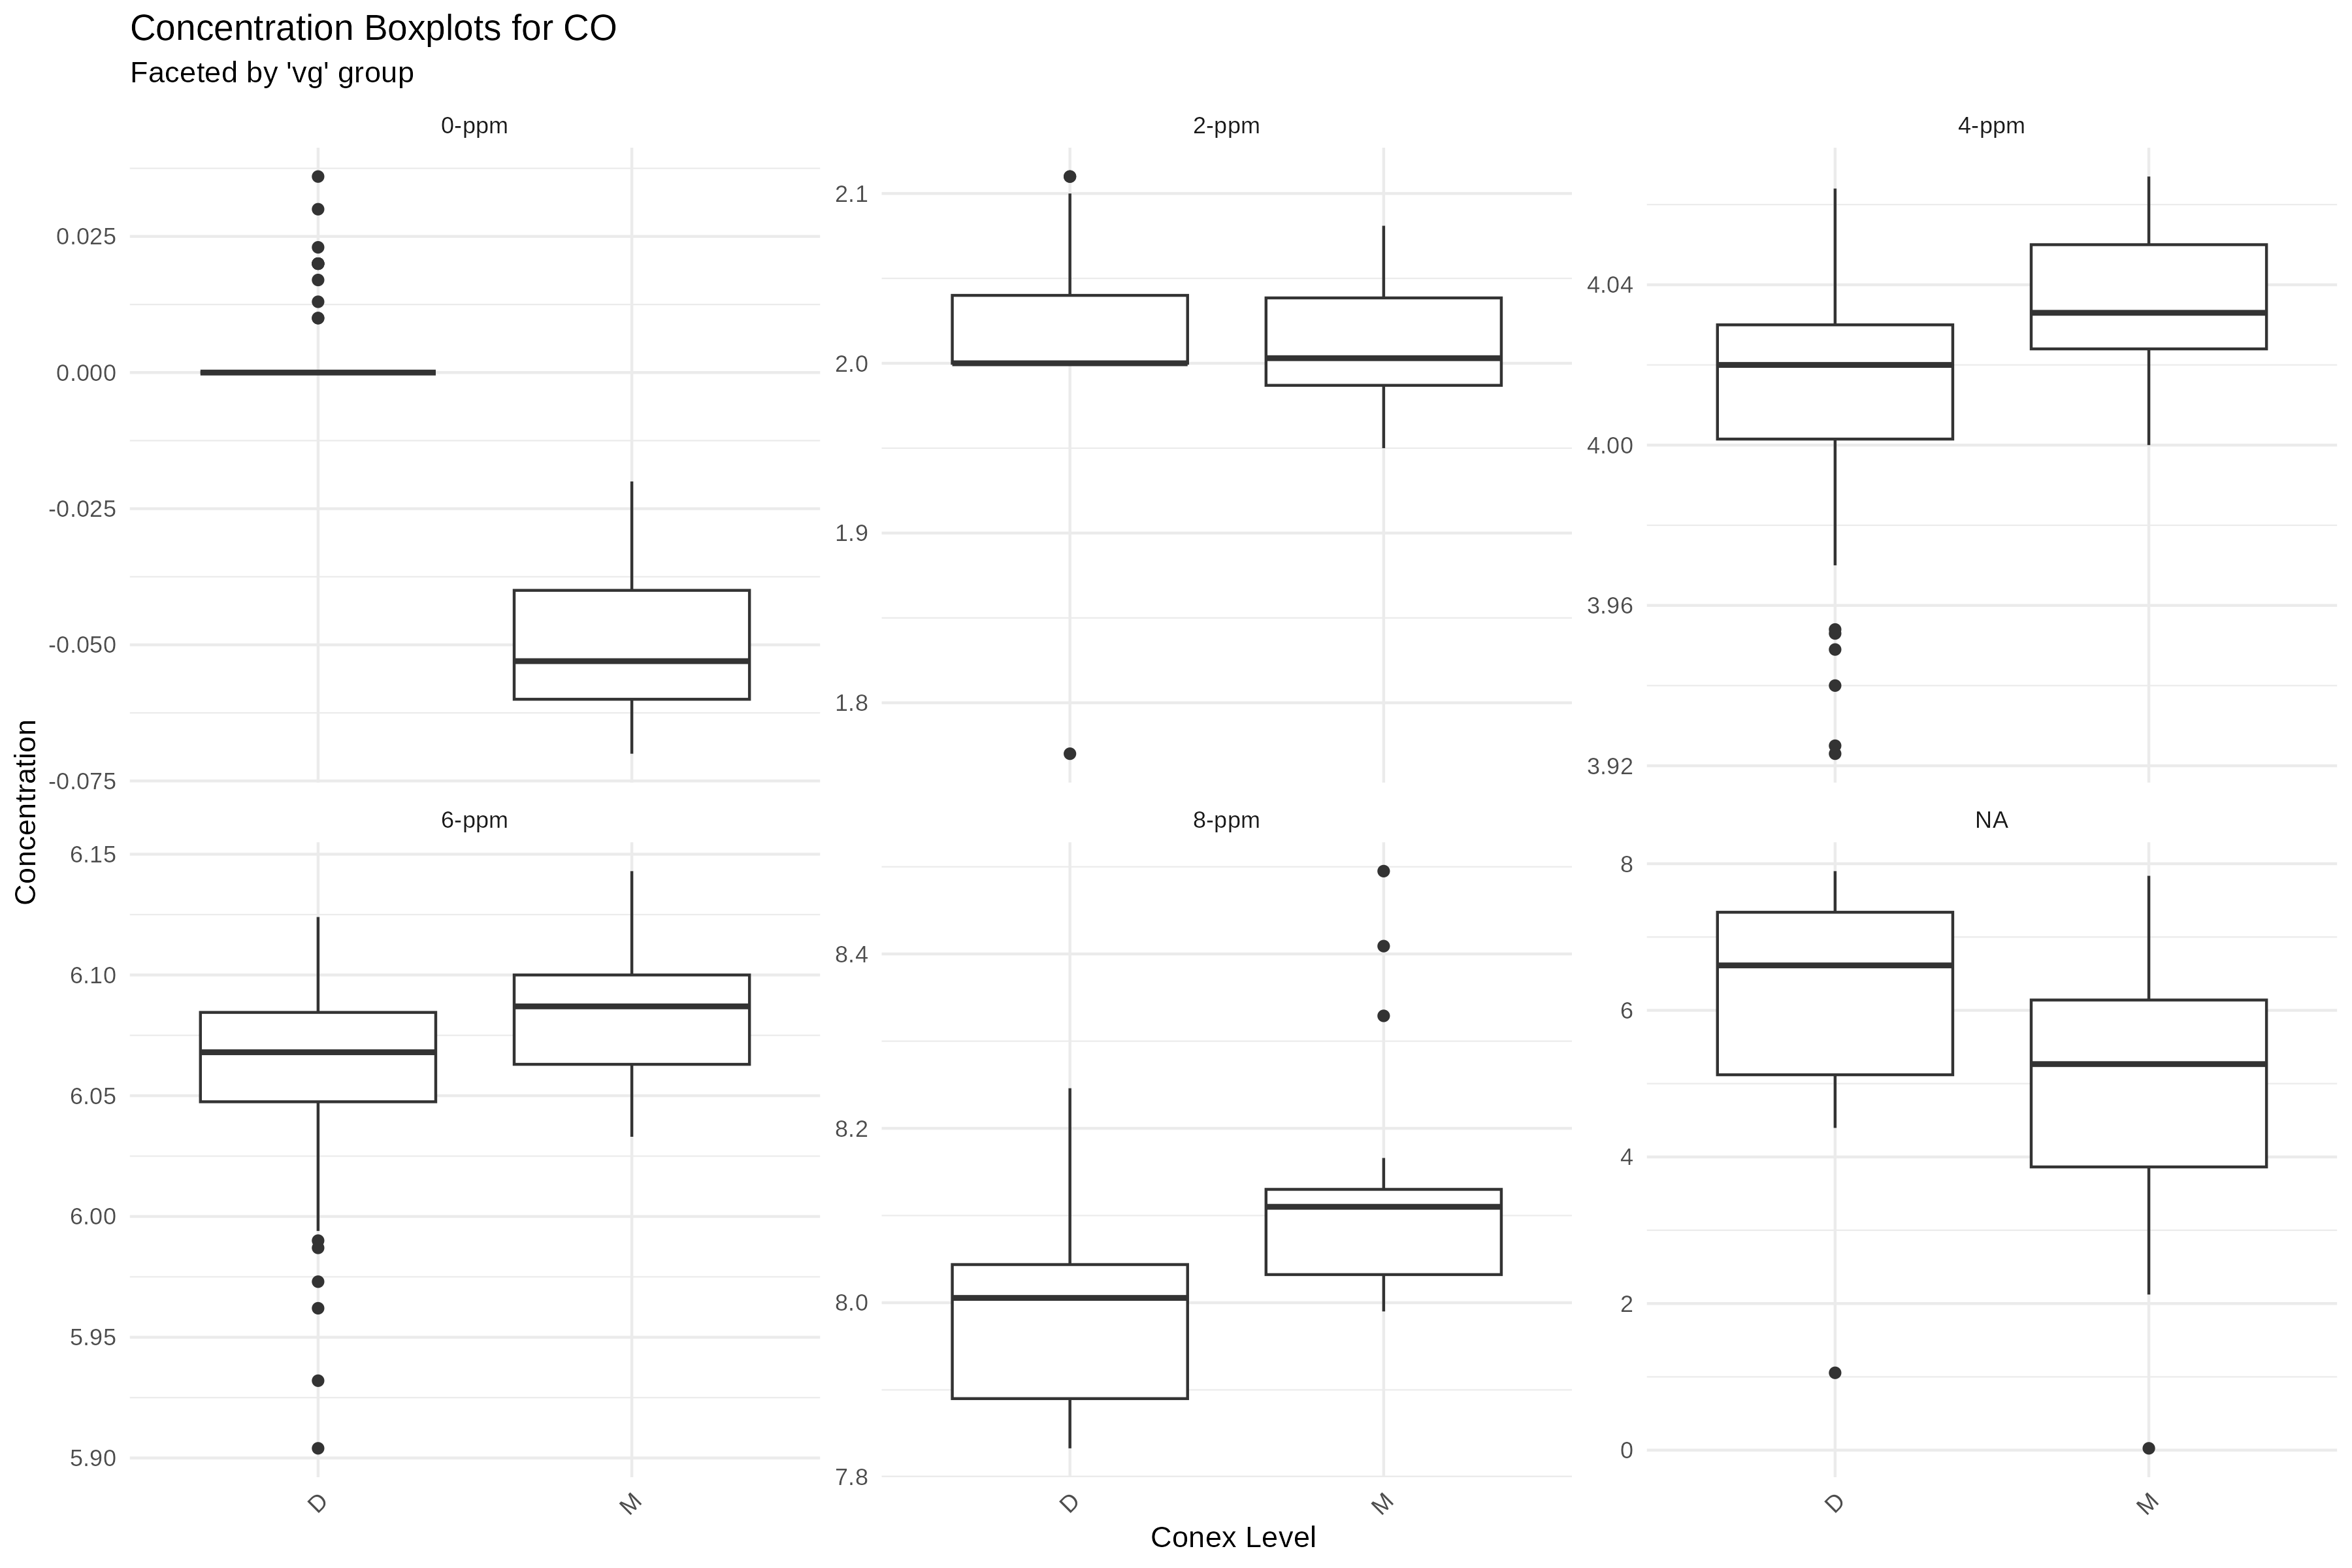 Concentration Boxplots for CO
Faceted by 'vg' group
0-ppm
2-ppm
4-ppm
0.025
0.000
-0.025
-0.050
-0.075
2.1
2.0
1.9
1.8
4.04
4.00
3.96
3.92
Concentration
6-ppm
8-ppm
NA
6.15
6.10
6.05
6.00
5.95
5.90
8.4
8.2
8.0
7.8
8
6
4
2
0
D
M
D
M
D
M
Conex Level